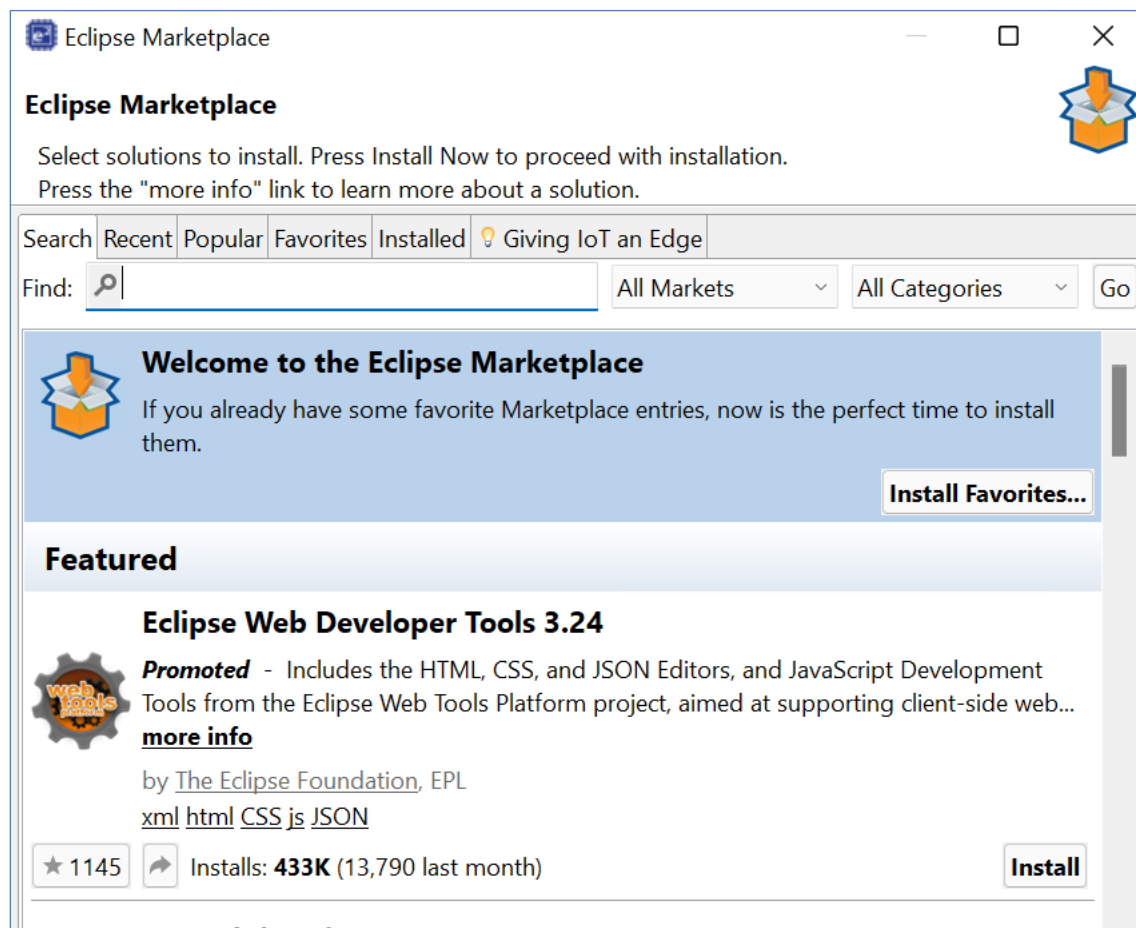 Eclipse Marketplace
Eclipse Marketplace
Select solutions to install. Press Install Now to proceed with installation.
Press the "more info" link to learn more about a solution.
Search Recent Popular Favorites Installed Giving IoT an Edge
Find: All Markets All Categories Go
Welcome to the Eclipse Marketplace
If you already have some favorite Marketplace entries, now is the perfect time to install
them.
Install Favorites...
Featured
Eclipse Web Developer Tools 3.24
Promoted - Includes the HTML, CSS, and JSON Editors, and JavaScript Development
web tools
Tools from the Eclipse Web Tools Platform project, aimed at supporting client-side web...
more info
by The Eclipse Foundation, EPL
xml html CSS js JSON
1145 Installs: 433K (13,790 last month) Install